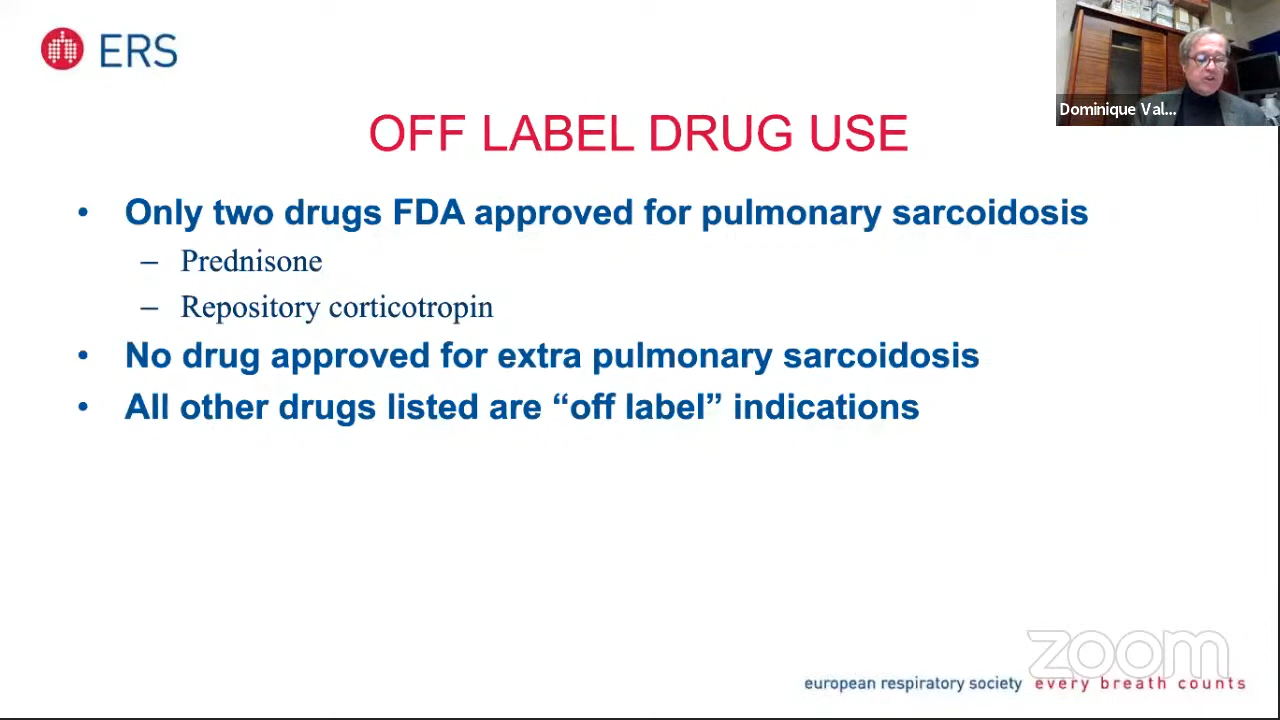 ERS
Dominique Val...
OFF LABEL DRUG USE
• Only two drugs FDA approved for pulmonary sarcoidosis
– Prednisone
– Repository corticotropin
• No drug approved for extra pulmonary sarcoidosis
• All other drugs listed are “off label” indications
zoom
european respiratory society every breath counts